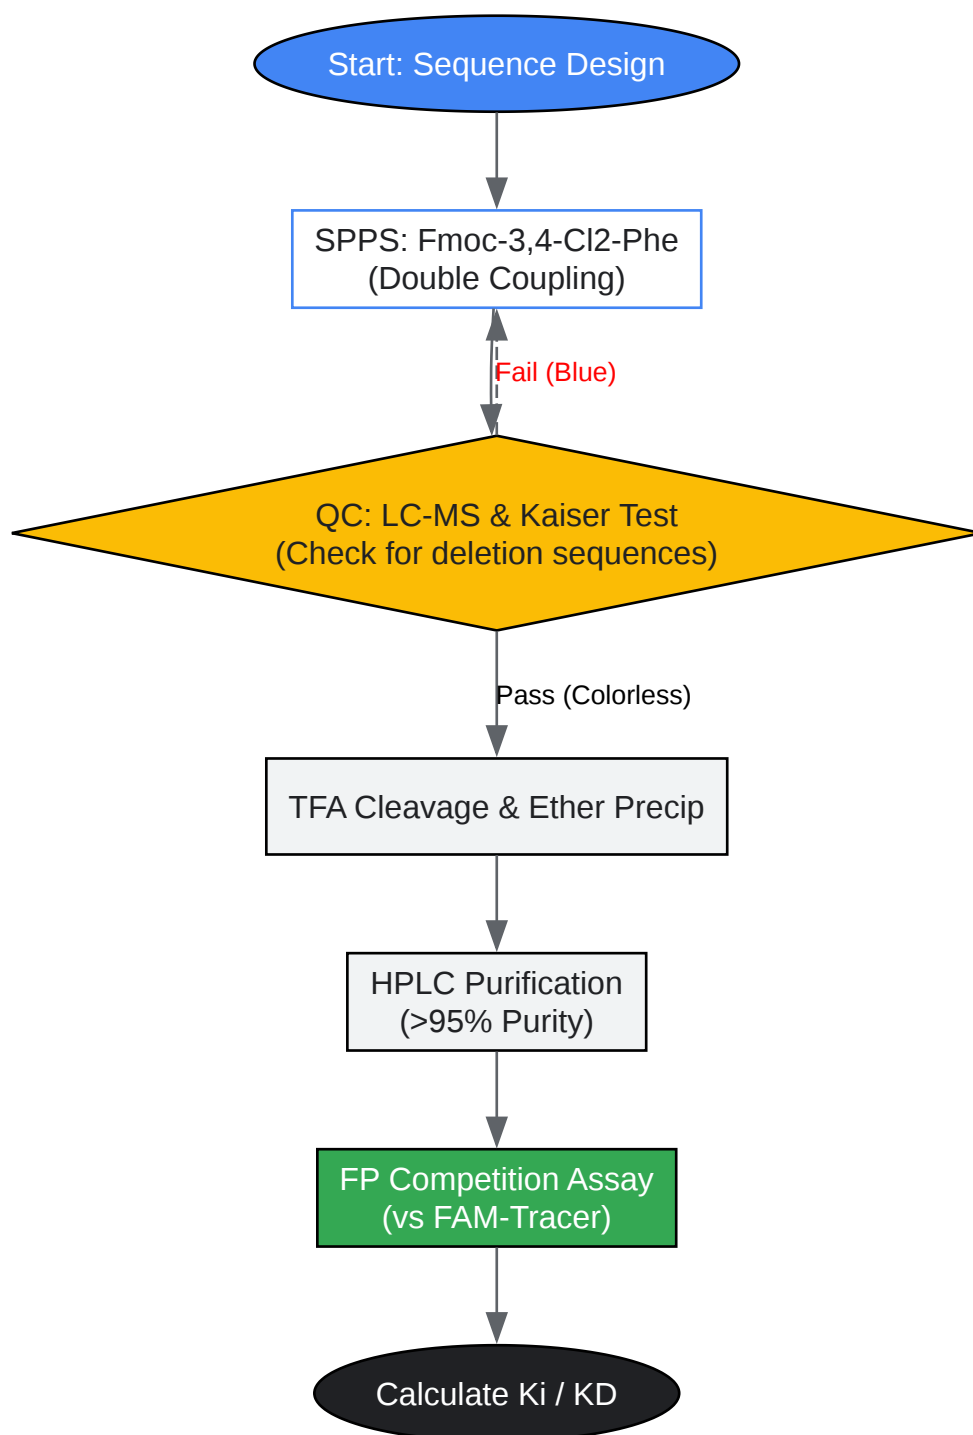 Start: Sequence Design
SPPS: Fmoc-3,4-Cl2-Phe
(Double Coupling)
Fail (Blue)
QC: LC-MS & Kaiser Test
(Check for deletion sequences)
Pass (Colorless)
TFA Cleavage & Ether Precip
HPLC Purification
(>95% Purity)
FP Competition Assay
(vs FAM-Tracer)
Calculate Ki / KD